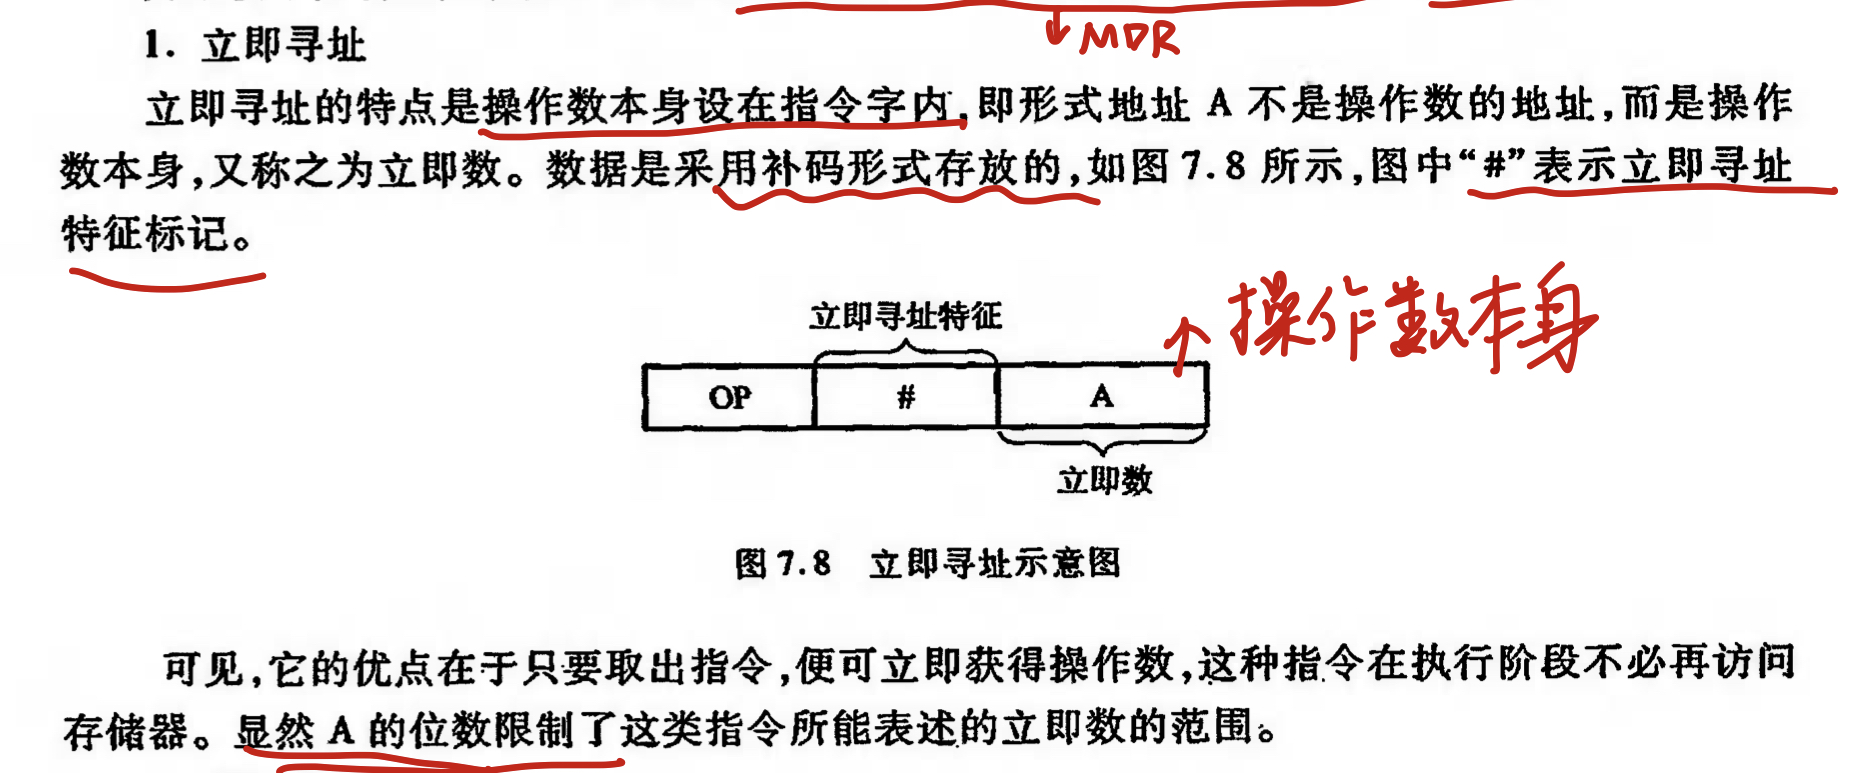 ↓ MDR
1. 立即寻址
立即寻址的特点是操作数本身设在指令字内,即形式地址 A 不是操作数的地址,而是操作
数本身,又称之为立即数。数据是采用补码形式存放的,如图 7.8 所示,图中“#”表示立即寻址
特征标记。
↑操作数本身
立即寻址特征
OP # A
立即数
图 7.8 立即寻址示意图
可见,它的优点在于只要取出指令,便可立即获得操作数,这种指令在执行阶段不必再访问
存储器。显然 A 的位数限制了这类指令所能表述的立即数的范围。